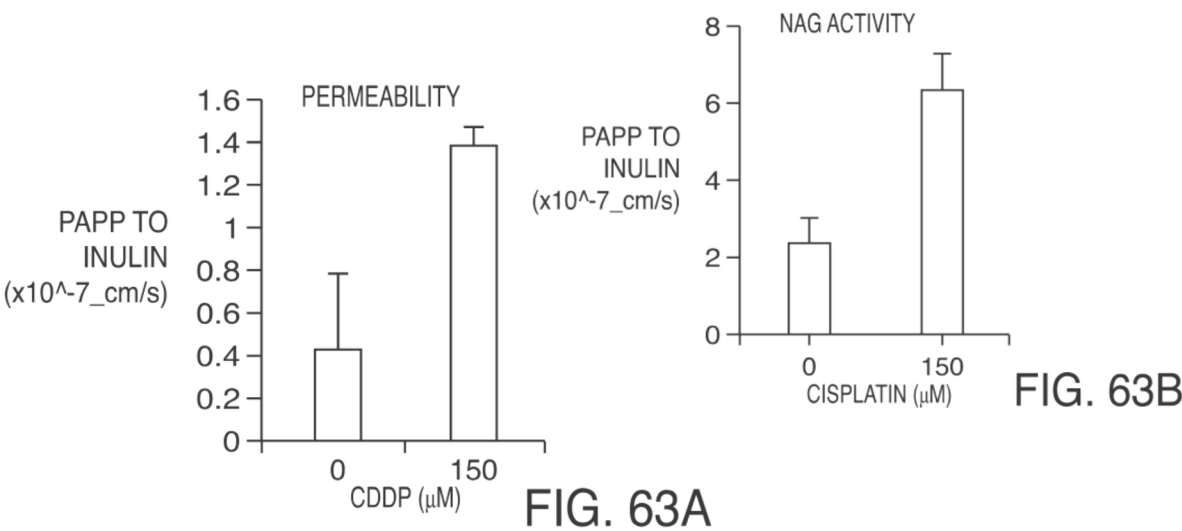 PERMEABILITY
PAPP TO
INULIN
(x10^-7_cm/s)
1.6
1.4
1.2
1
0.8
0.6
0.4
0.2
0
0 150
CDDP (μM)
FIG. 63A
NAG ACTIVITY
PAPP TO
INULIN
(x10^-7_cm/s)
8
6
4
2
0
0 150
CISPLATIN (μM)
FIG. 63B